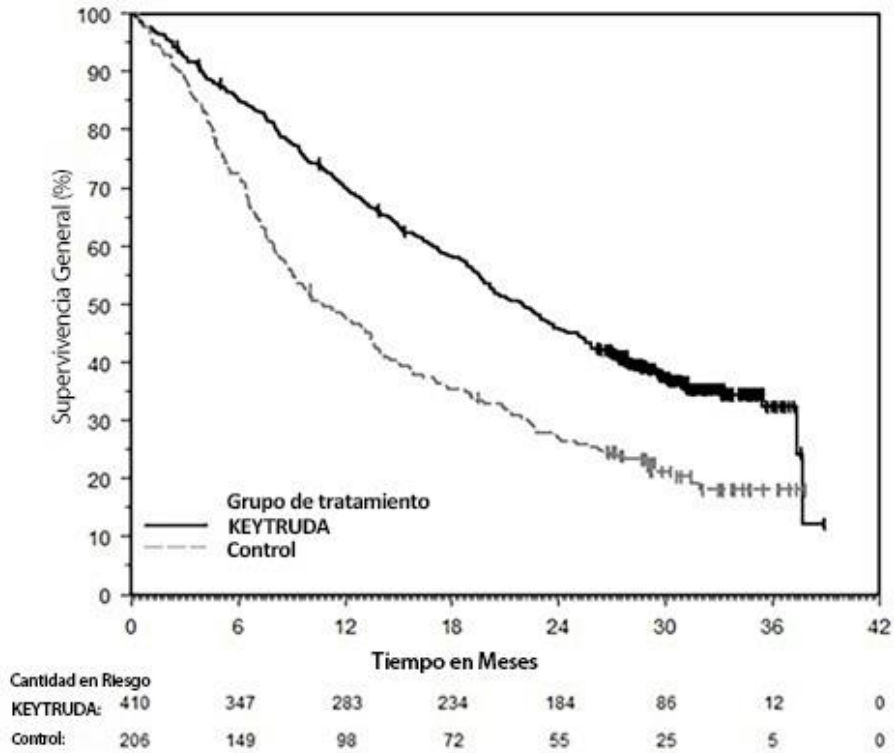 Supervivencia General (%)
100
90
80
70
60
50
40
30
20
10
0
Grupo de tratamiento
KEYTRUDA
Control
0 6 12 18 24 30 36 42
Tiempo en Meses
Cantidad en Riesgo
KEYTRUDA: 410 347 283 234 184 86 12 0
Control: 206 149 98 72 55 25 5 0